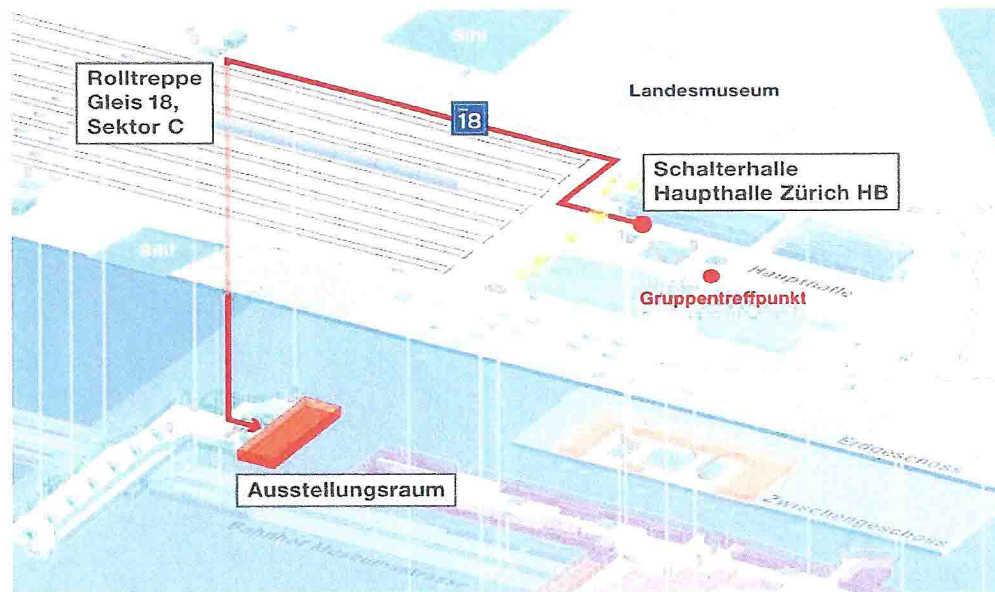 Sihl
Rolltreppe
Gleis 18,
Sektor C
18
Landesmuseum
Schalterhalle
Haupthalle Zürich HB
Sihl
Haupthalle
Gruppentreffpunkt
Erdgeschoss
Zwischengeschoss
Ausstellungsraum
Bahnhof Museumstrasse